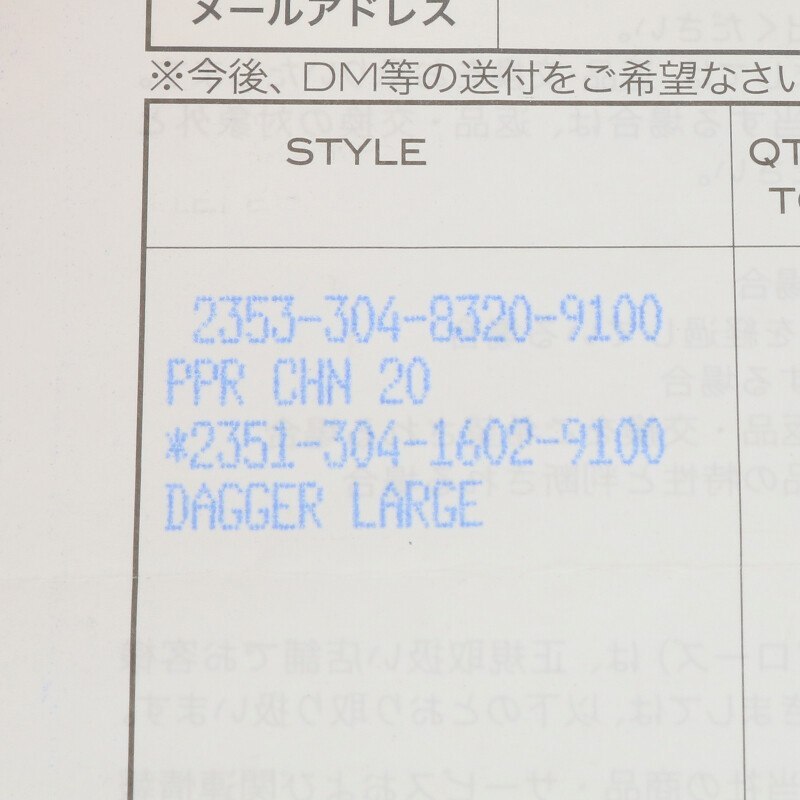 メールアドレス
※今後、DM等の送付をご希望なさい
STYLE
QT
TO
2353-304-8320-9100
PPR CHN 20
*2351-304-1602-9100
DAGGER LARGE